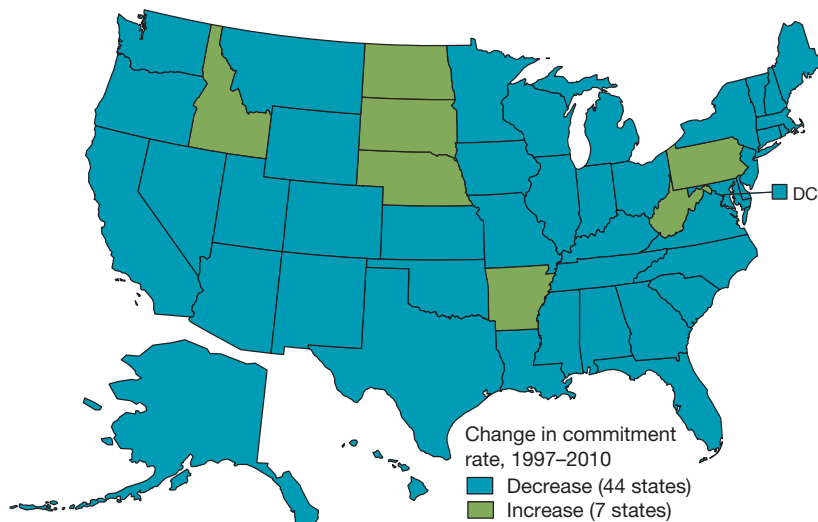 DC
Change in commitment
rate, 1997–2010
Decrease (44 states)
Increase (7 states)